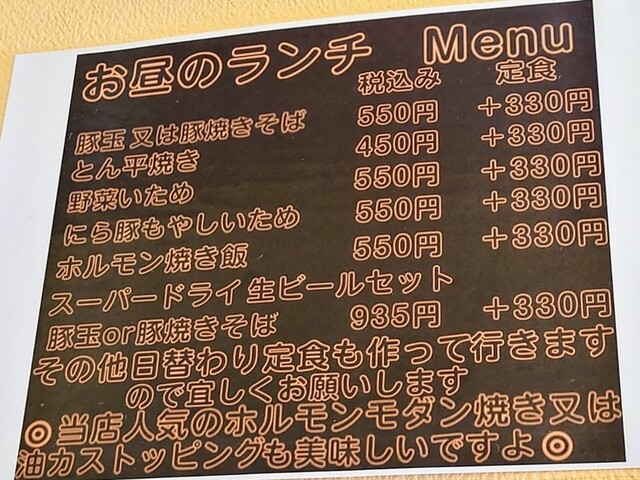 お昼のランチ Menu
税込み 定食
豚玉 又は豚焼きそば 550円 +330円
とん平焼き 450円 +330円
野菜いため 550円 +330円
にら豚もやしいため 550円 +330円
ホルモン焼き飯 550円 +330円
スーパードライ 生ビールセット
豚玉or豚焼きそば 935円 +330円
その他日替わり定食も作って行きます
ので宜しくお願いします
◎当店人気のホルモンモダン焼き又は
油カストッピングも美味しいですよ◎